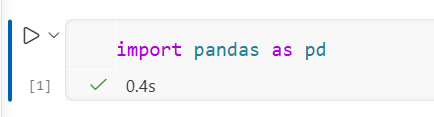 import pandas as pd
[1]
0.4s